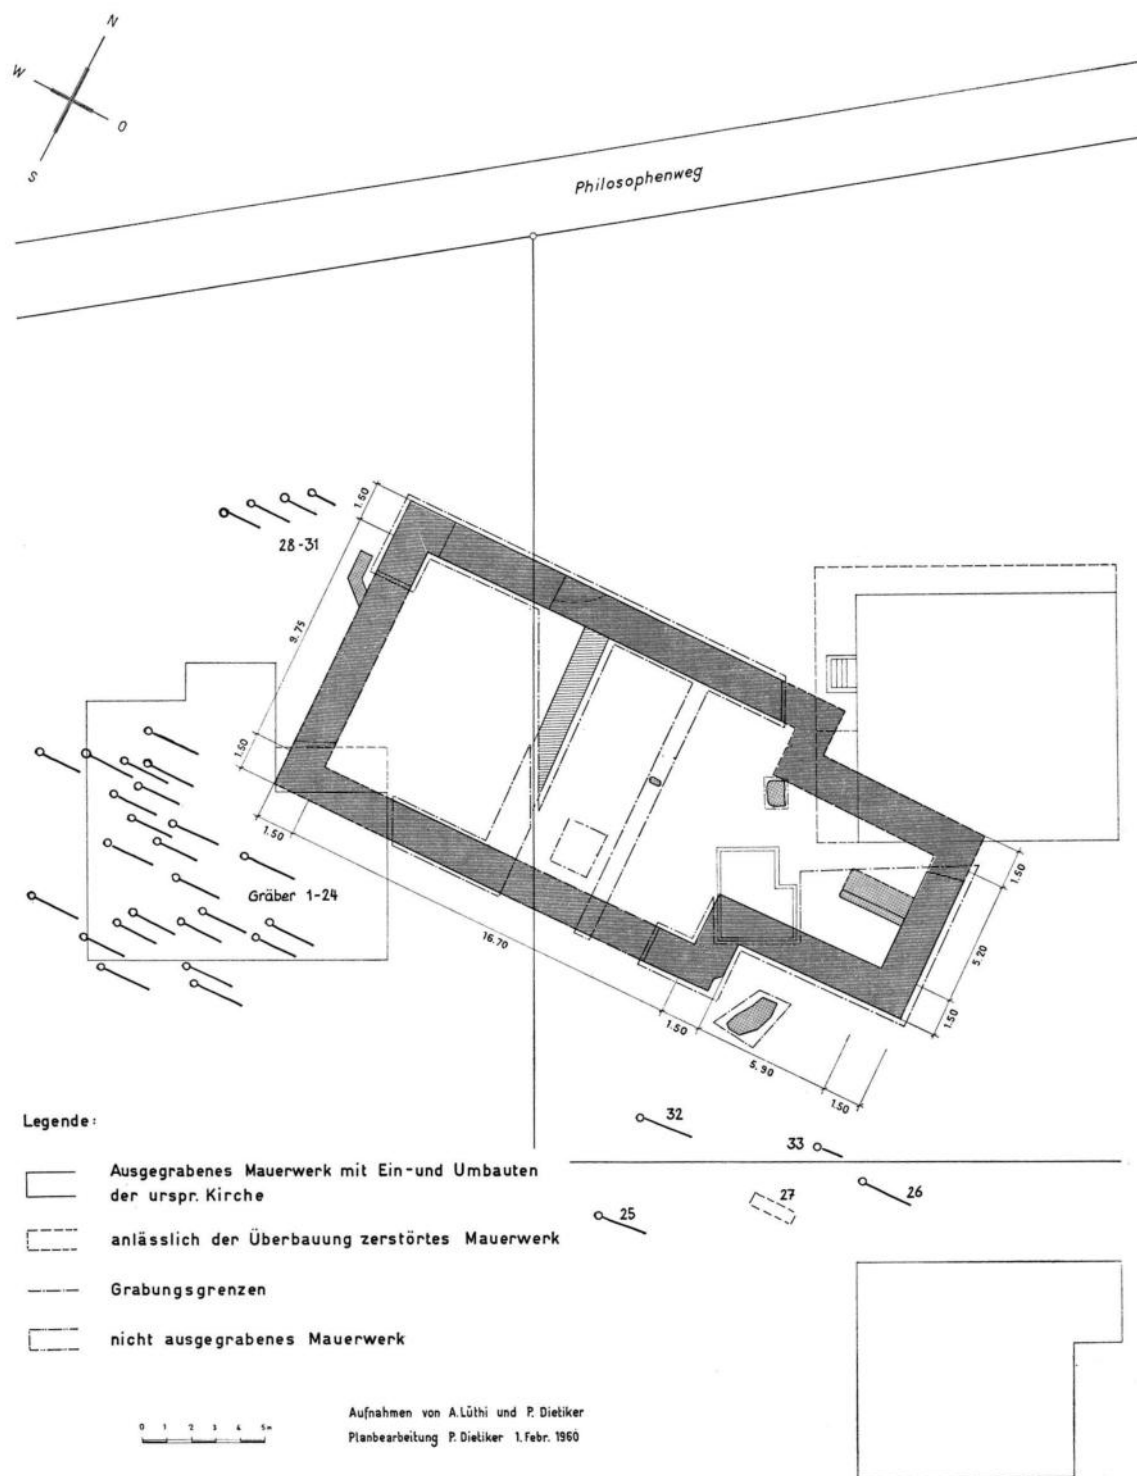 N
W
O
S
Philosophenweg
28-31
1.50
9.75
1.50
1.50
16.70
1.50
5.90
1.50
1.50
5.20
1.50
Gräber 1-24
32
33
27
26
25
Legende:
Ausgegrabenes Mauerwerk mit Ein-und Umbauten
der urspr. Kirche
anlässlich der Überbauung zerstörtes Mauerwerk
Grabungsgrenzen
nicht ausgegrabenes Mauerwerk
0 1 2 3 4 5m
Aufnahmen von A.Lüthi und P. Dietiker
Planbearbeitung P. Dietiker 1. Febr. 1960